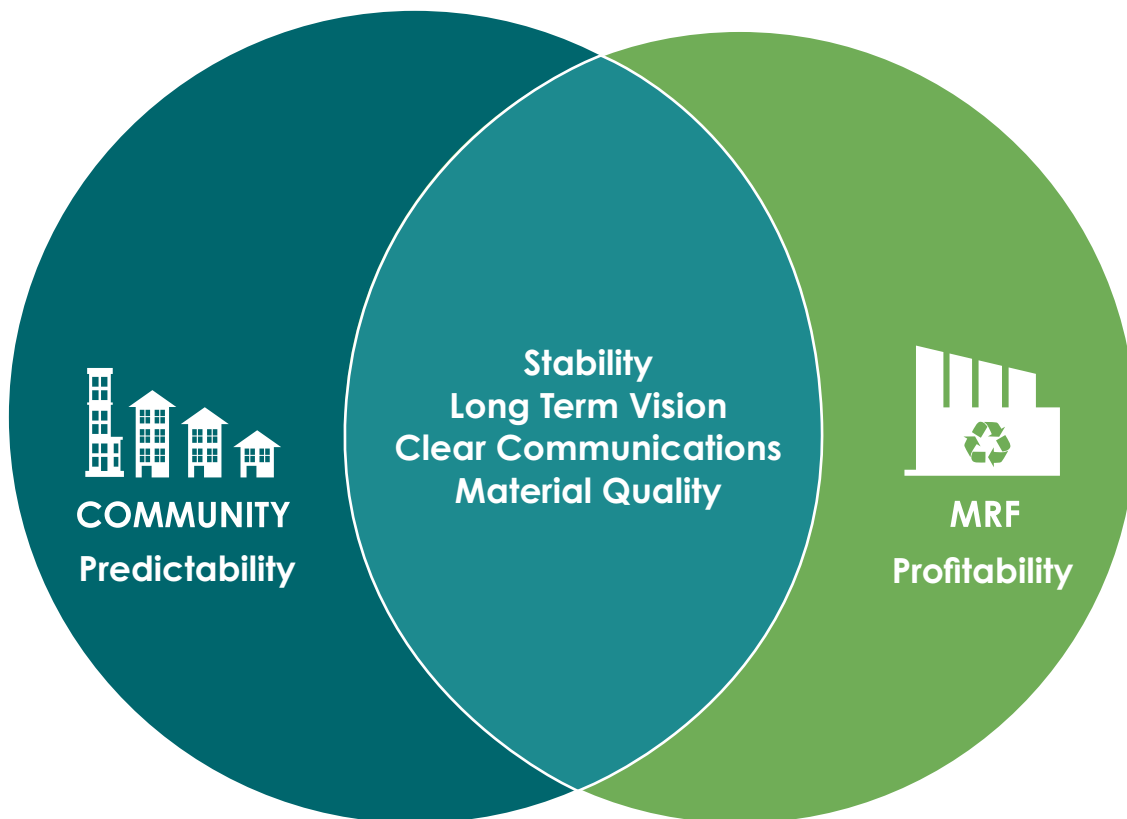 COMMUNITY
Predictability
Stability
Long Term Vision
Clear Communications
Material Quality
MRF
Profitability